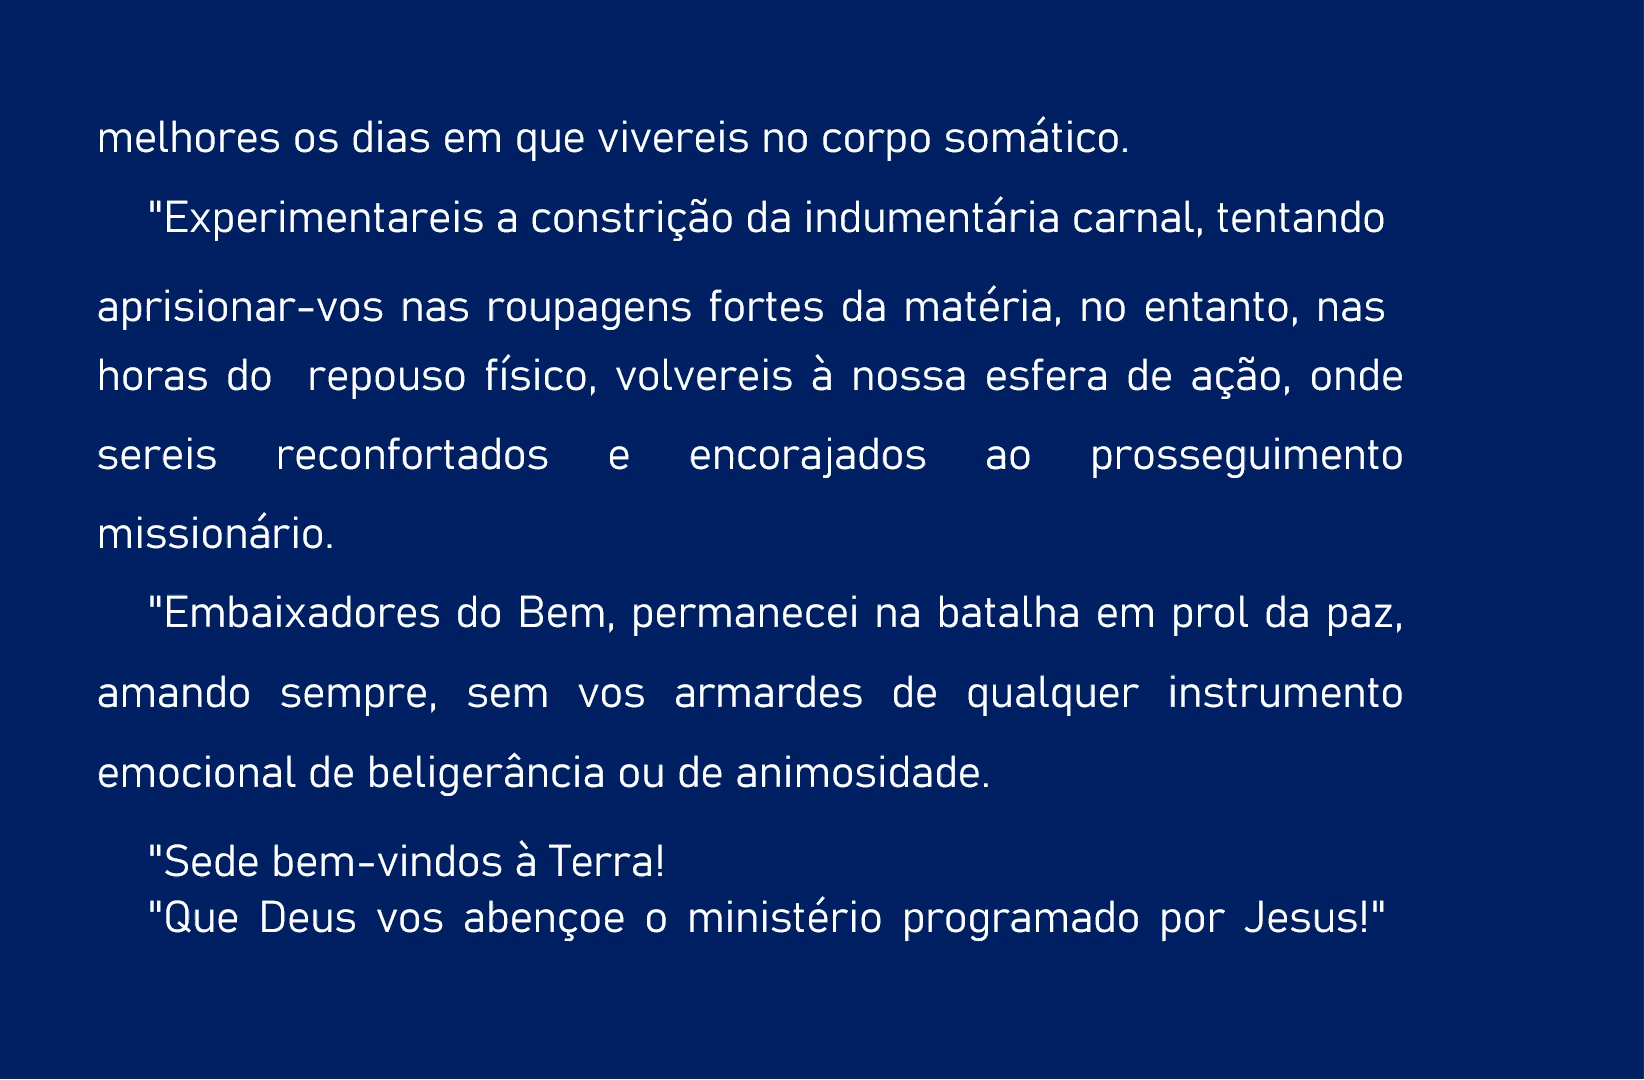 melhores os dias em que vivereis no corpo somático.
"Experimentareis a constrição da indumentária carnal, tentando
aprisionar-vos nas roupagens fortes da matéria, no entanto, nas
horas do repouso físico, volvereis à nossa esfera de ação, onde
sereis reconfortados e encorajados ao prosseguimento
missionário.
"Embaixadores do Bem, permanecei na batalha em prol da paz,
amando sempre, sem vos armardes de qualquer instrumento
emocional de beligerância ou de animosidade.
"Sede bem-vindos à Terra!
"Que Deus vos abençoe o ministério programado por Jesus!"